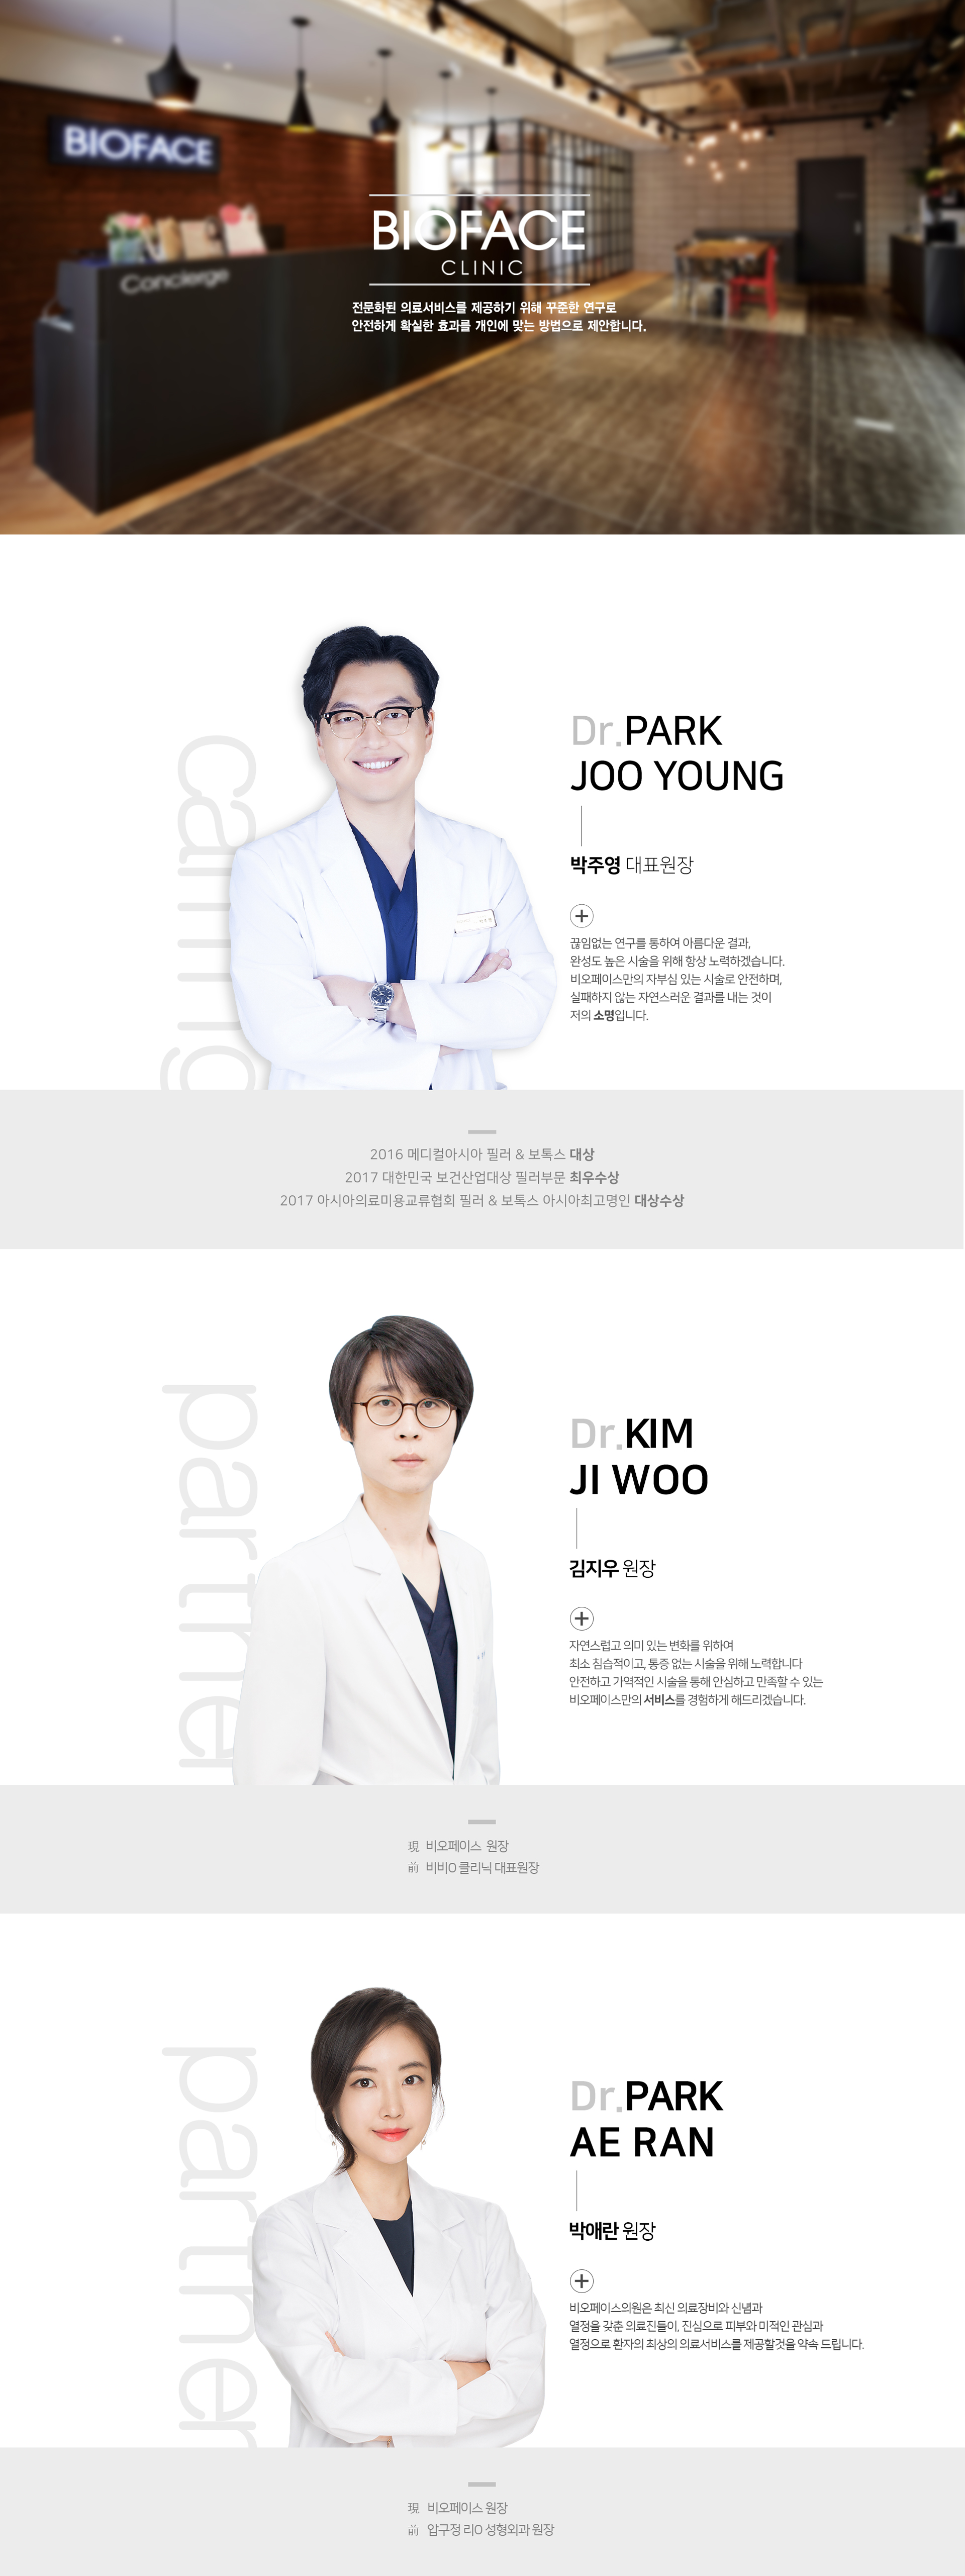 BIOFACE
Concierge
BIOFACE
CLINIC
전문화된 의료서비스를 제공하기 위해 꾸준한 연구로
안전하게 확실한 효과를 개인에 맞는 방법으로 제안합니다.
carming
Dr.PARK
JOO YOUNG
박주영 대표원장
끊임없는 연구를 통하여 아름다운 결과,
완성도 높은 시술을 위해 항상 노력하겠습니다.
비오페이스만의 자부심 있는 시술로 안전하며,
실패하지 않는 자연스러운 결과를 내는 것이
저의 소명입니다.
2016 메디컬아시아 필러 & 보톡스 대상
2017 대한민국 보건산업대상 필러부문 최우수상
2017 아시아의료미용교류협회 필러 & 보톡스 아시아최고명인 대상수상
partner
Dr.KIM
JI WOO
김지우 원장
자연스럽고 의미 있는 변화를 위하여
최소 침습적이고, 통증 없는 시술을 위해 노력합니다
안전하고 가역적인 시술을 통해 안심하고 만족할 수 있는
비오페이스만의 서비스를 경험하게 해드리겠습니다.
現 비오페이스 원장
前 비비O 클리닉 대표원장
partner
Dr.PARK
AE RAN
박애란 원장
비오페이스의원은 최신 의료장비와 신념과
열정을 갖춘 의료진들이, 진심으로 피부와 미적인 관심과
열정으로 환자의 최상의 의료서비스를 제공할것을 약속 드립니다.
現 비오페이스 원장
前 압구정 리O 성형외과 원장